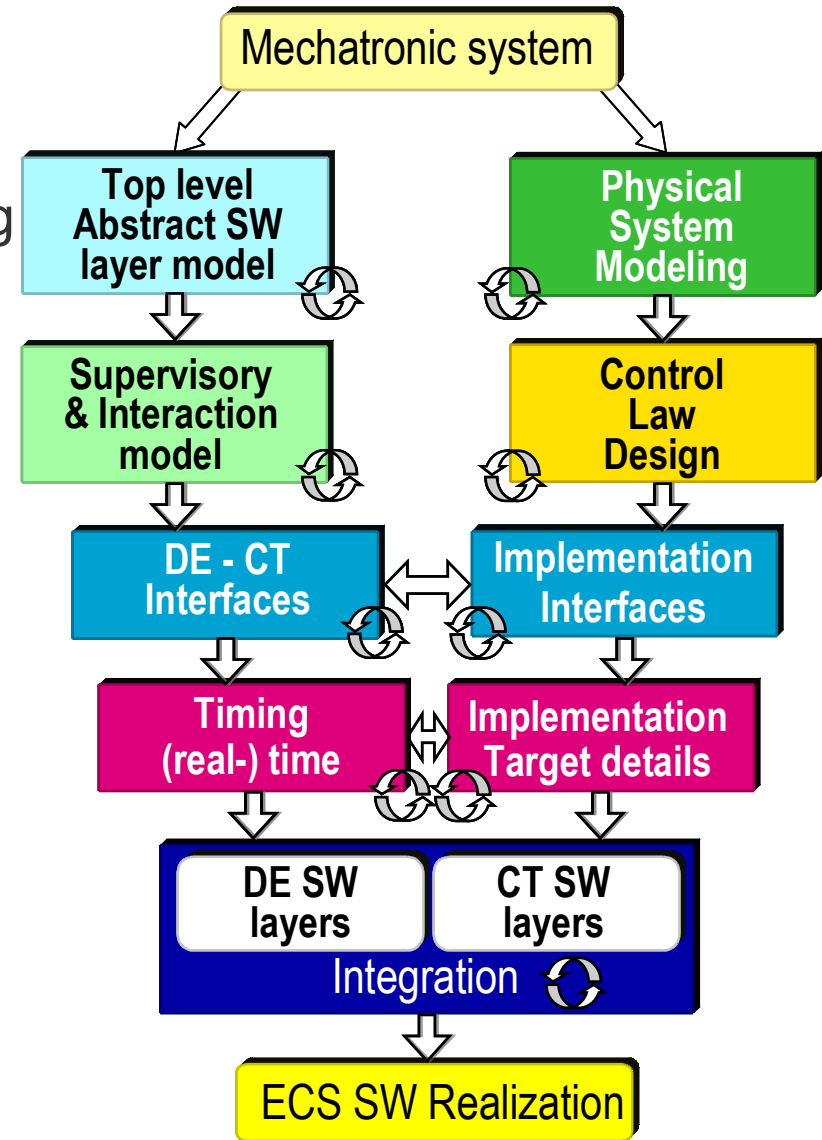 Mechatronic system
g
Top level
Abstract SW
layer model
Supervisory
& Interaction
model
DE - CT
Interfaces
Timing
(real-) time
Physical
System
Modeling
Control
Law
Design
Implementation
Interfaces
Implementation
Target details
DE SW
layers
CT SW
layers
Integration
ECS SW Realization